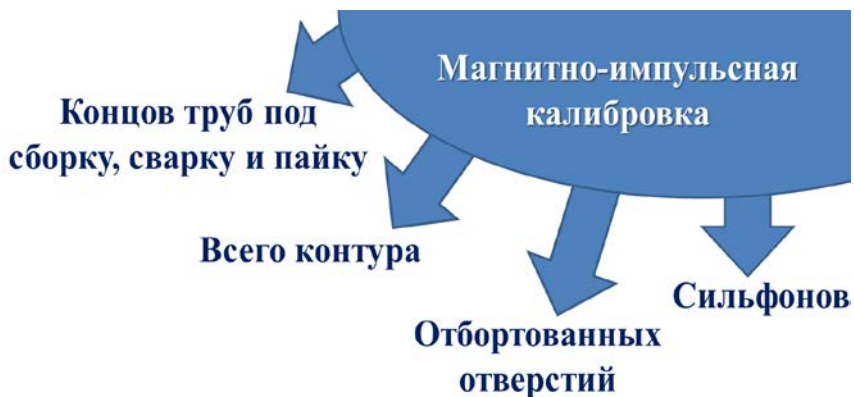 Магнитно-импульсная
калибровка
Концов труб под
сборку, сварку и пайку
Всего контура
Отбортованных
отверстий
Сильфонов